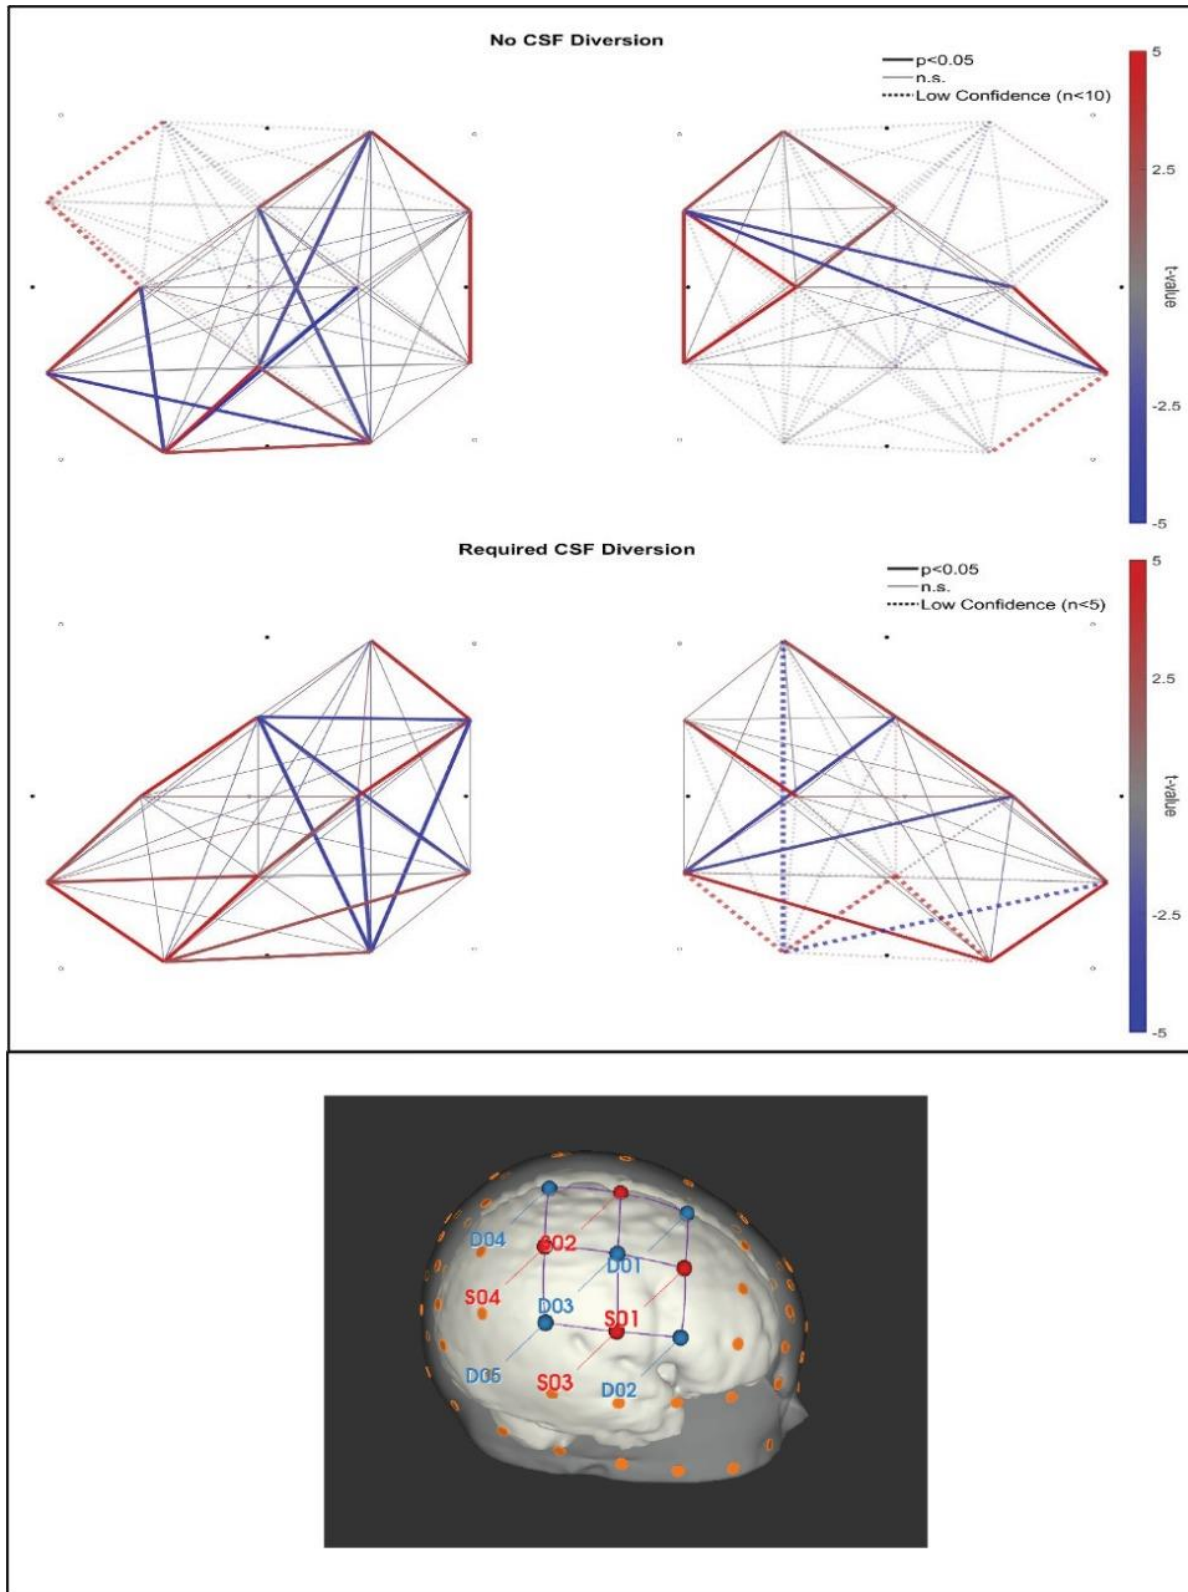 No CSF Diversion
p<0.05
n.s.
Low Confidence (n<10)
5
2.5
t-value
-2.5
-5
Required CSF Diversion
p<0.05
n.s.
Low Confidence (n<5)
5
2.5
t-value
-2.5
-5
D04
S02
D01
S04
D03
S01
D05
S03
D02